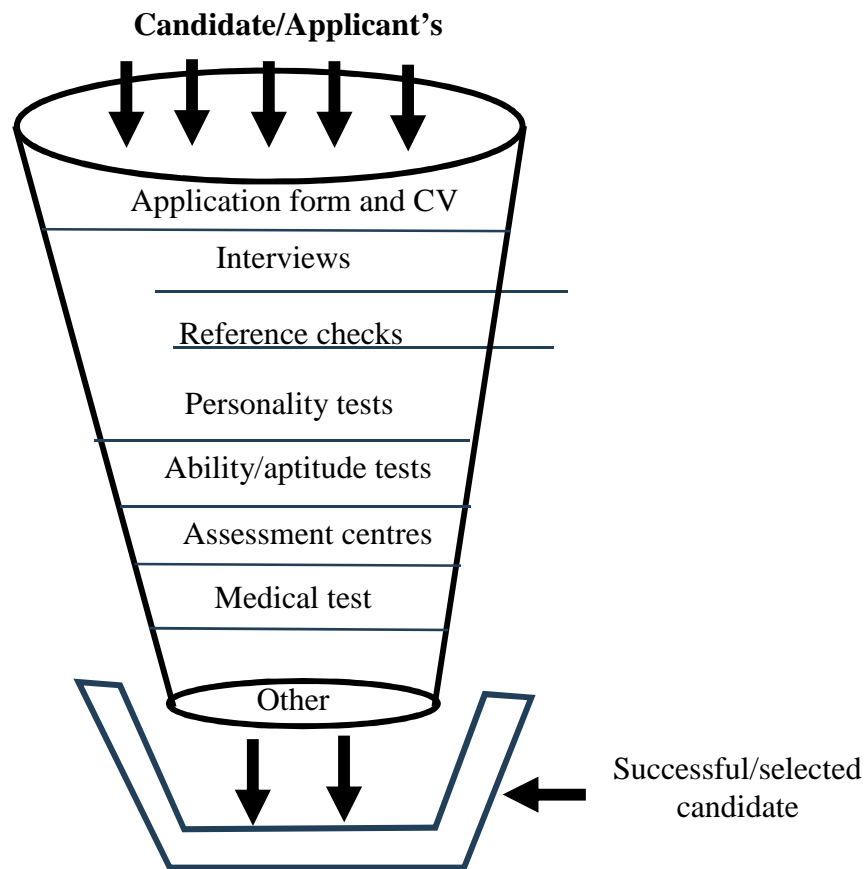 Candidate/Applicant's
Application form and CV
Interviews
Reference checks
Personality tests
Ability/aptitude tests
Assessment centres
Medical test
Other
Successful/selected
candidate